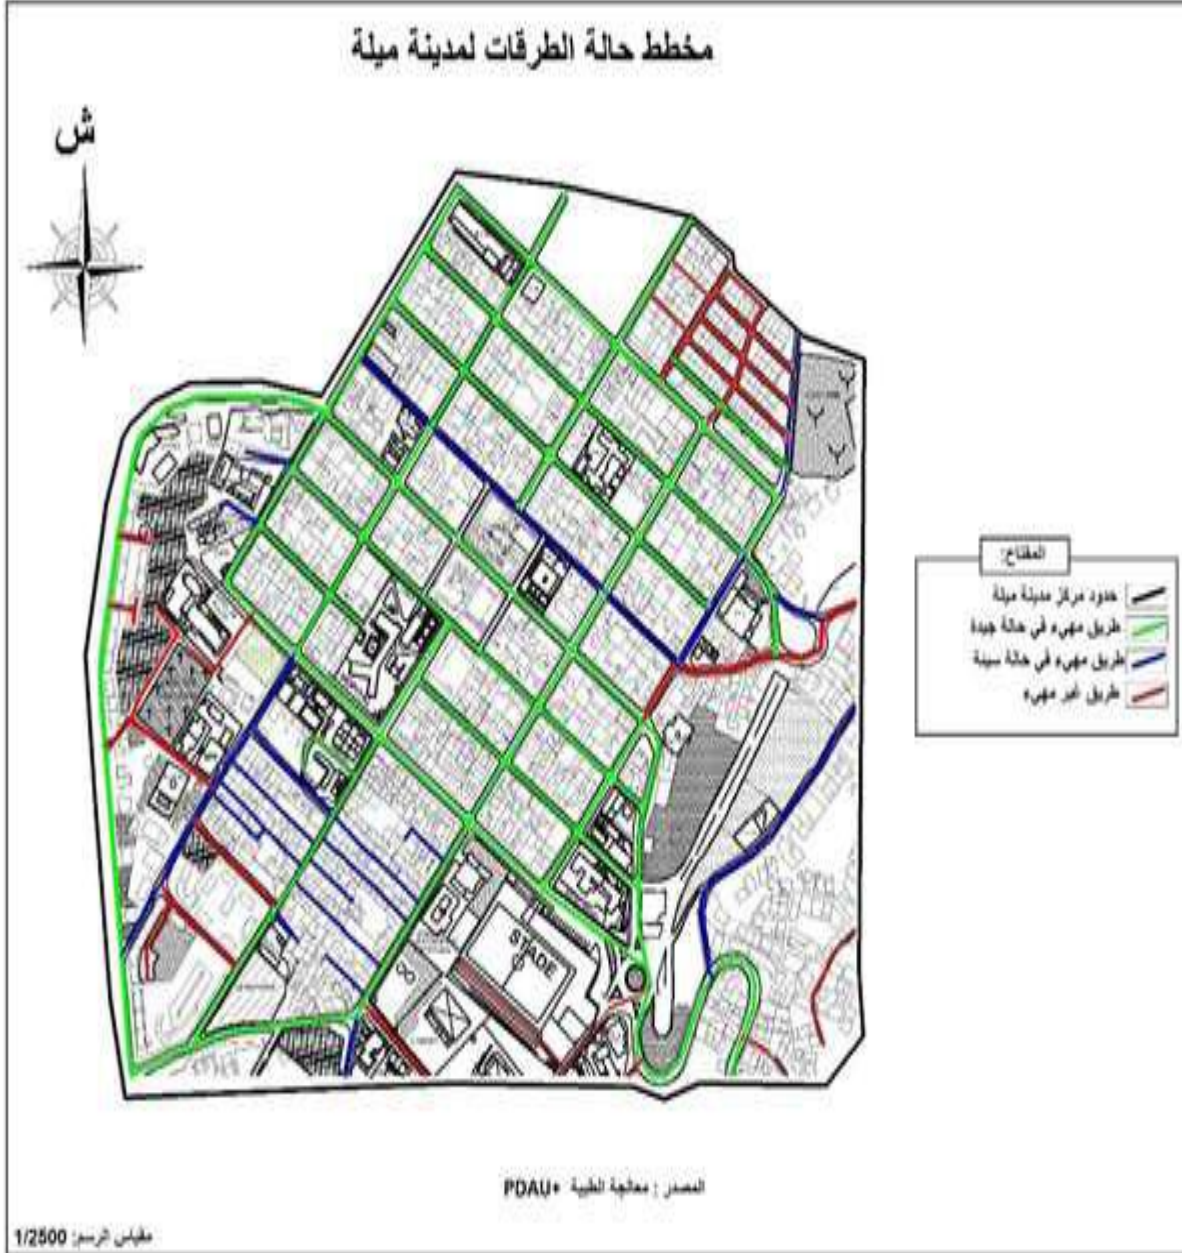 مخطط حالة الطرقات لمدينة ميلة
ش
المفتاح:
حدود مركز مدينة ميلة
طريق مهيء في حالة جيدة
طريق مهيء في حالة سيئة
طريق غير مهيء
STADE
المصدر : معالجة الطلبة +PDAU
مقياس الرسم: 1/2500